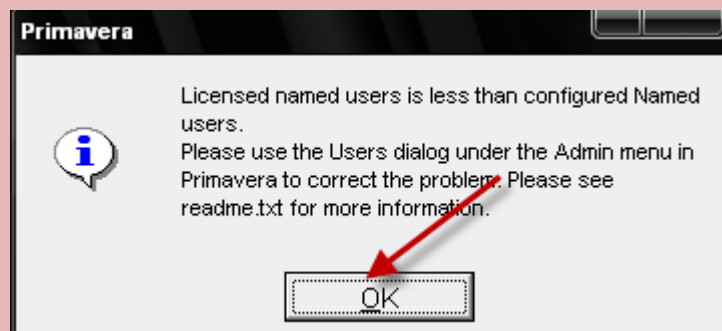 Primavera
Licensed named users is less than configured Named
users.
Please use the Users dialog under the Admin menu in
Primavera to correct the problem. Please see
readme.txt for more information.
OK